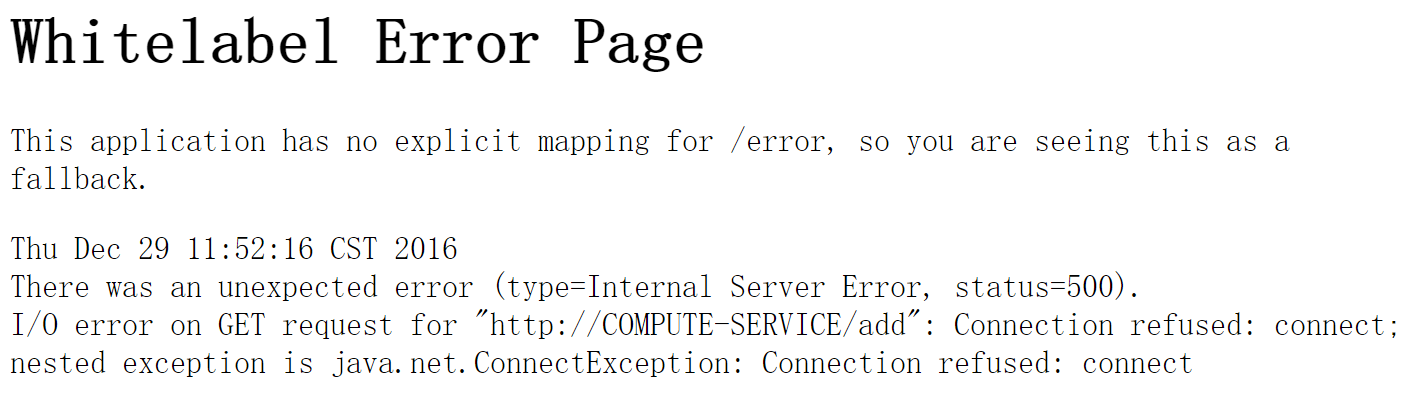 Whitelabel Error Page
This application has no explicit mapping for /error, so you are seeing this as a
fallback.
Thu Dec 29 11:52:16 CST 2016
There was an unexpected error (type=Internal Server Error, status=500).
I/O error on GET request for "http://COMPUTE-SERVICE/add": Connection refused: connect;
nested exception is java.net.ConnectException: Connection refused: connect